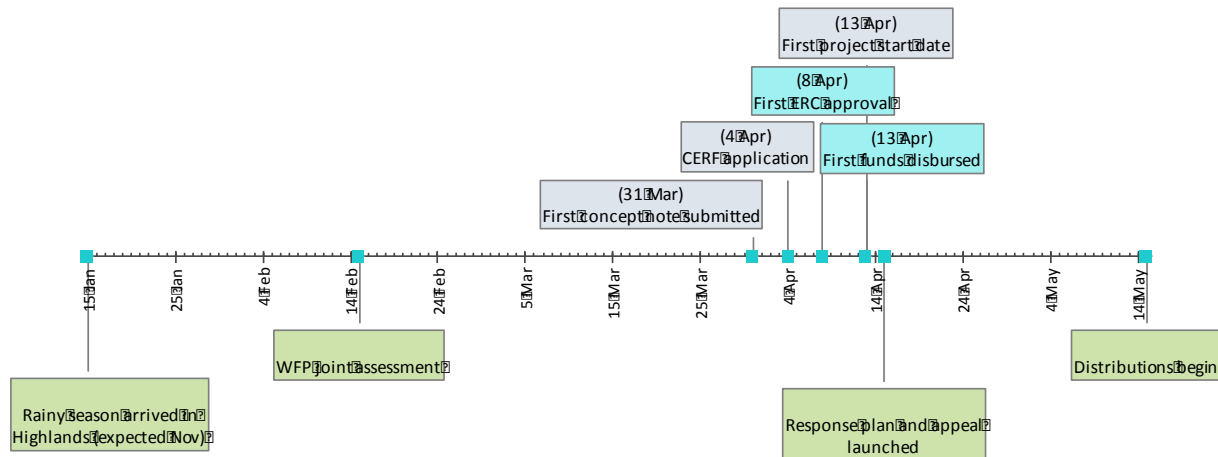 (13 Apr)
First project start date
(8 Apr)
First ERC approval
(4 Apr)
CERF application
(13 Apr)
First funds disbursed
(31 Mar)
First concept note submitted
15 Jan
25 Jan
4 Feb
14 Feb
24 Feb
5 Mar
15 Mar
25 Mar
4 Apr
14 Apr
24 Apr
4 May
14 May
WFP joint assessment
Distributions begin
Rainy season arrived in
Highlands (expected Nov)
Response plan and appeal
launched